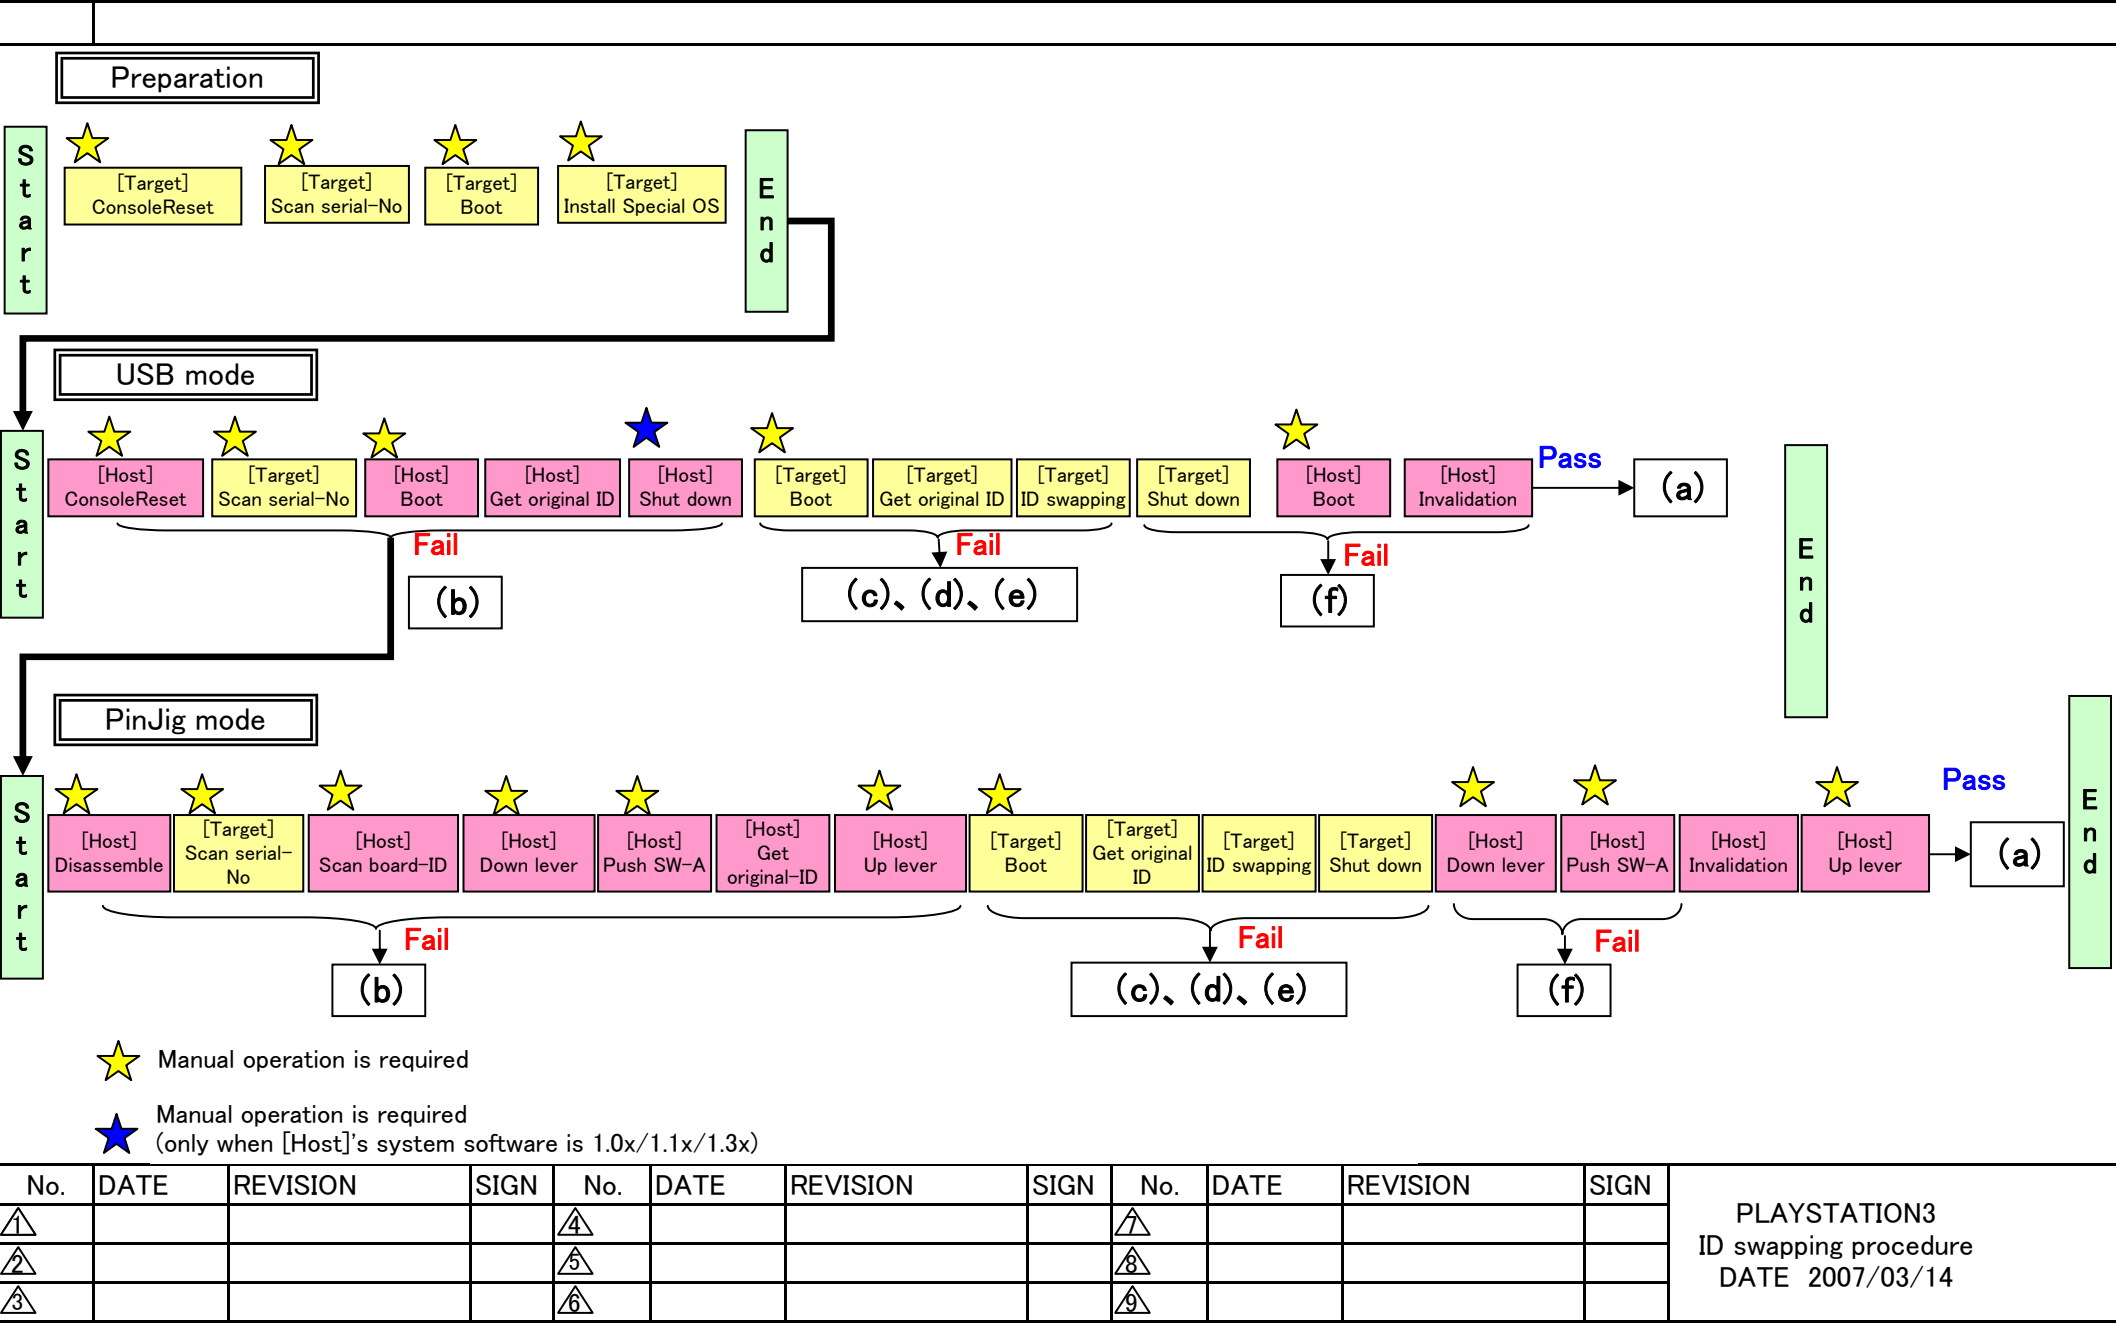 Preparation
Start
[Target]
ConsoleReset
[Target]
Scan serial-No
[Target]
Boot
[Target]
Install Special OS
End
USB mode
Start
[Host]
ConsoleReset
[Target]
Scan serial-No
[Host]
Boot
[Host]
Get original ID
[Host]
Shut down
[Target]
Boot
[Target]
Get original ID
[Target]
ID swapping
[Target]
Shut down
[Host]
Boot
[Host]
Invalidation
Pass
(a)
End
Fail
(b)
Fail
(c)、(d)、(e)
Fail
(f)
PinJig mode
Start
[Host]
Disassemble
[Target]
Scan serial-
No
[Host]
Scan board-ID
[Host]
Down lever
[Host]
Push SW-A
[Host]
Get
original-ID
[Host]
Up lever
[Target]
Boot
[Target]
Get original
ID
[Target]
ID swapping
[Target]
Shut down
[Host]
Down lever
[Host]
Push SW-A
[Host]
Invalidation
[Host]
Up lever
Pass
(a)
End
Fail
(b)
Fail
(c)、(d)、(e)
Fail
(f)
Manual operation is required
Manual operation is required
(only when [Host]'s system software is 1.0x/1.1x/1.3x)
No. DATE REVISION SIGN No. DATE REVISION SIGN No. DATE REVISION SIGN
1 4 7
2 5 8
3 6 9
PLAYSTATION3
ID swapping procedure
DATE 2007/03/14